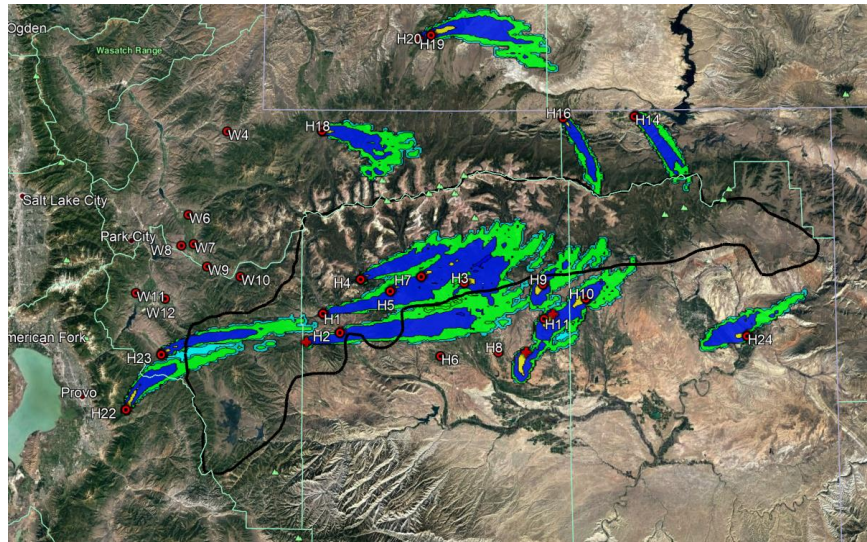 Ogden
Wasatch Range
H20
H19
H18
H16
H14
W4
Salt Lake City
W6
Park City
W8
W7
W9
W10
W11
W12
H4
H7
H3
H5
H9
H10
H1
H2
H11
H6
H8
H24
merican Fork
H23
Provo
H22